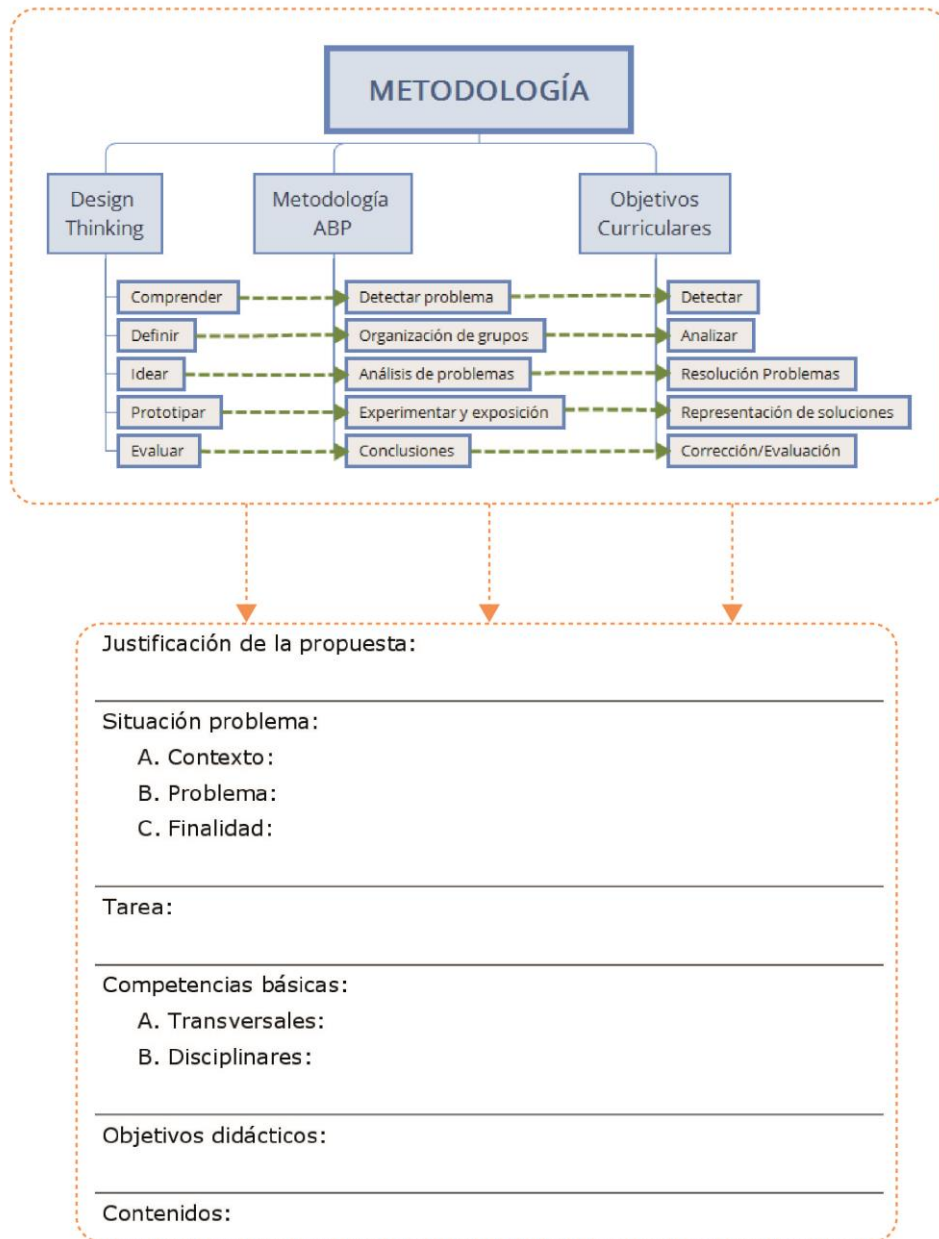 METODOLOGÍA
Design
Thinking
Metodología
ABP
Objetivos
Curriculares
Comprender
Detectar problema
Detectar
Definir
Organización de grupos
Analizar
Idear
Análisis de problemas
Resolución Problemas
Prototipar
Experimentar y exposición
Representación de soluciones
Evaluar
Conclusiones
Corrección/Evaluación
Justificación de la propuesta:
Situación problema:
A. Contexto:
B. Problema:
C. Finalidad:
Tarea:
Competencias básicas:
A. Transversales:
B. Disciplinares:
Objetivos didácticos:
Contenidos: